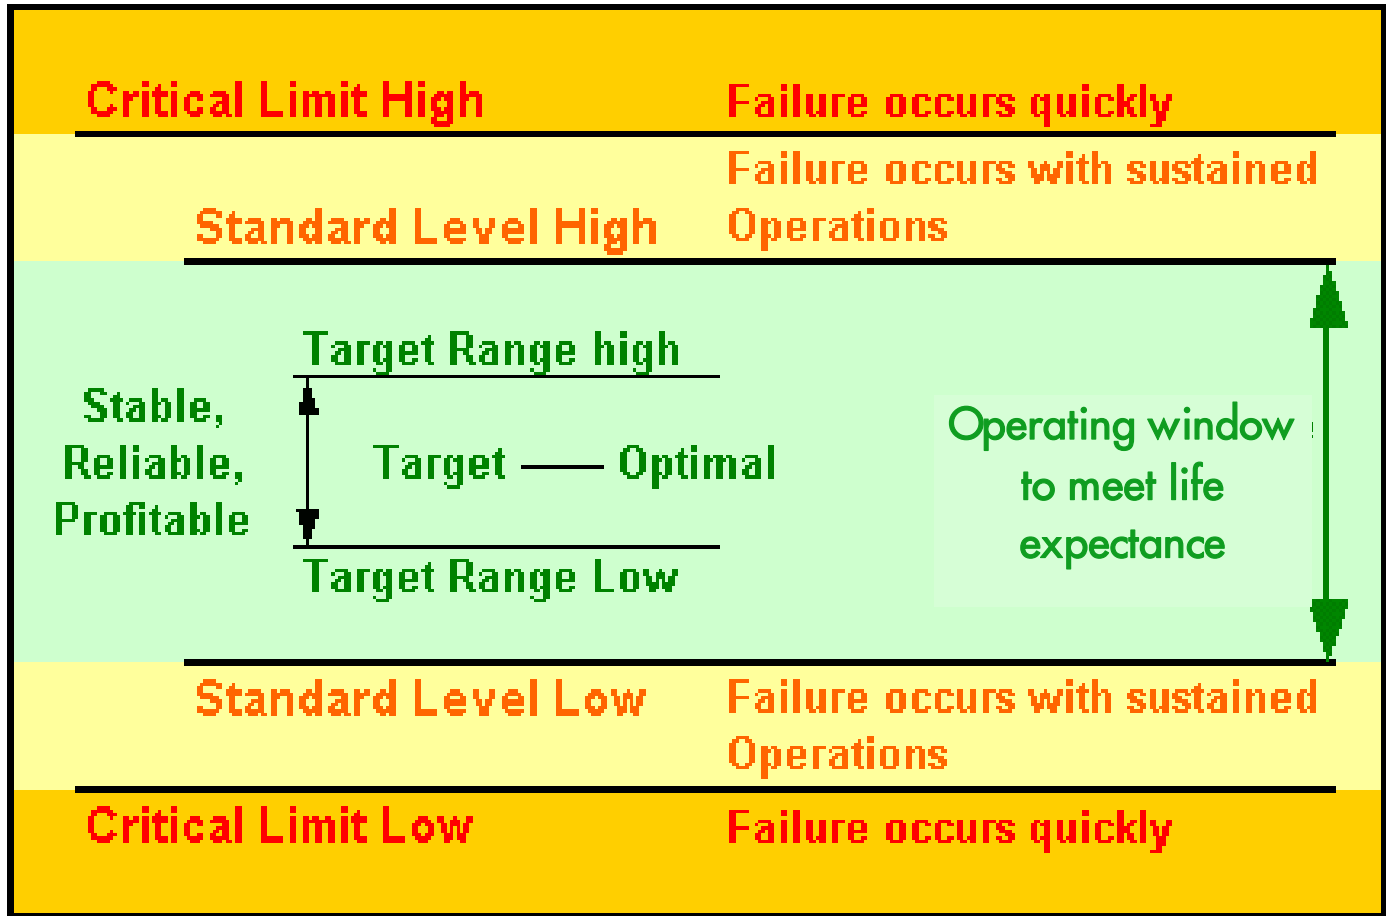 Critical Limit High
Failure occurs quickly
Failure occurs with sustained
Standard Level High
Operations
Target Range high
Stable,
Reliable,
Profitable
Target — Optimal
Operating window
to meet life
expectance
Target Range Low
Standard Level Low
Failure occurs with sustained
Operations
Critical Limit Low
Failure occurs quickly